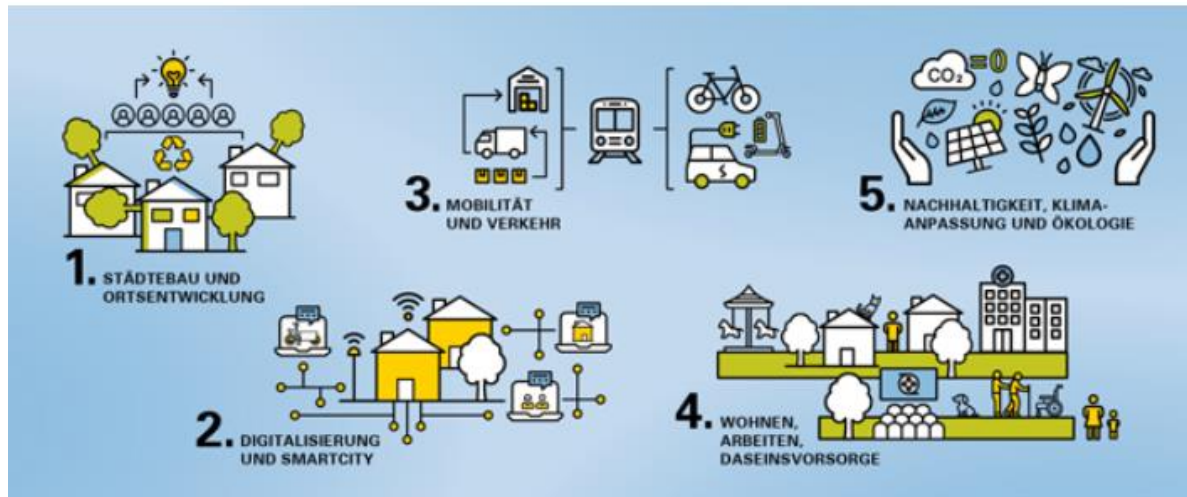 1. STÄDTEBAU UND
ORTSENTWICKLUNG
2. DIGITALISIERUNG
UND SMARTCITY
3. MOBILITÄT
UND VERKEHR
4. WOHNEN,
ARBEITEN,
DASEINSVORSORGE
CO₂=0
5. NACHHALTIGKEIT, KLIMA-
ANPASSUNG UND ÖKOLOGIE